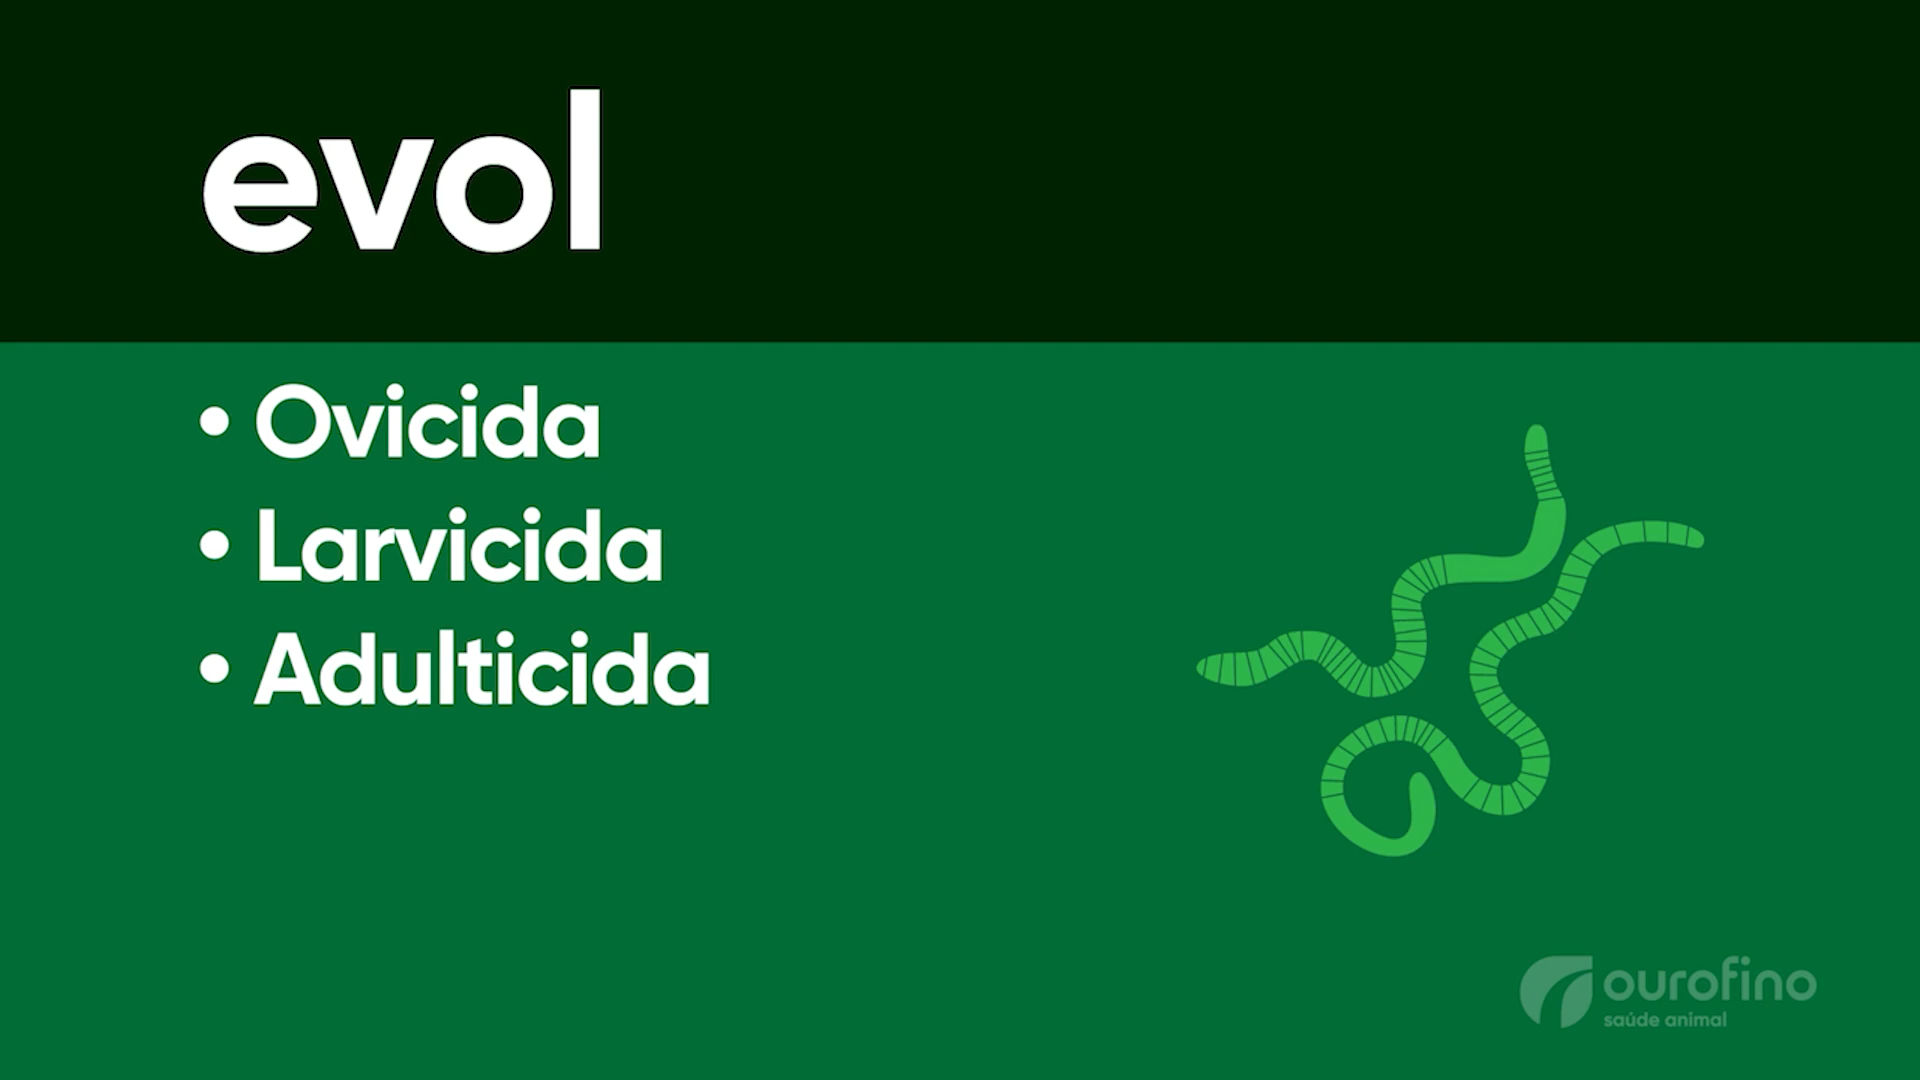 evol
• Ovicida
• Larvicida
• Adulticida
ourofino
saúde animal